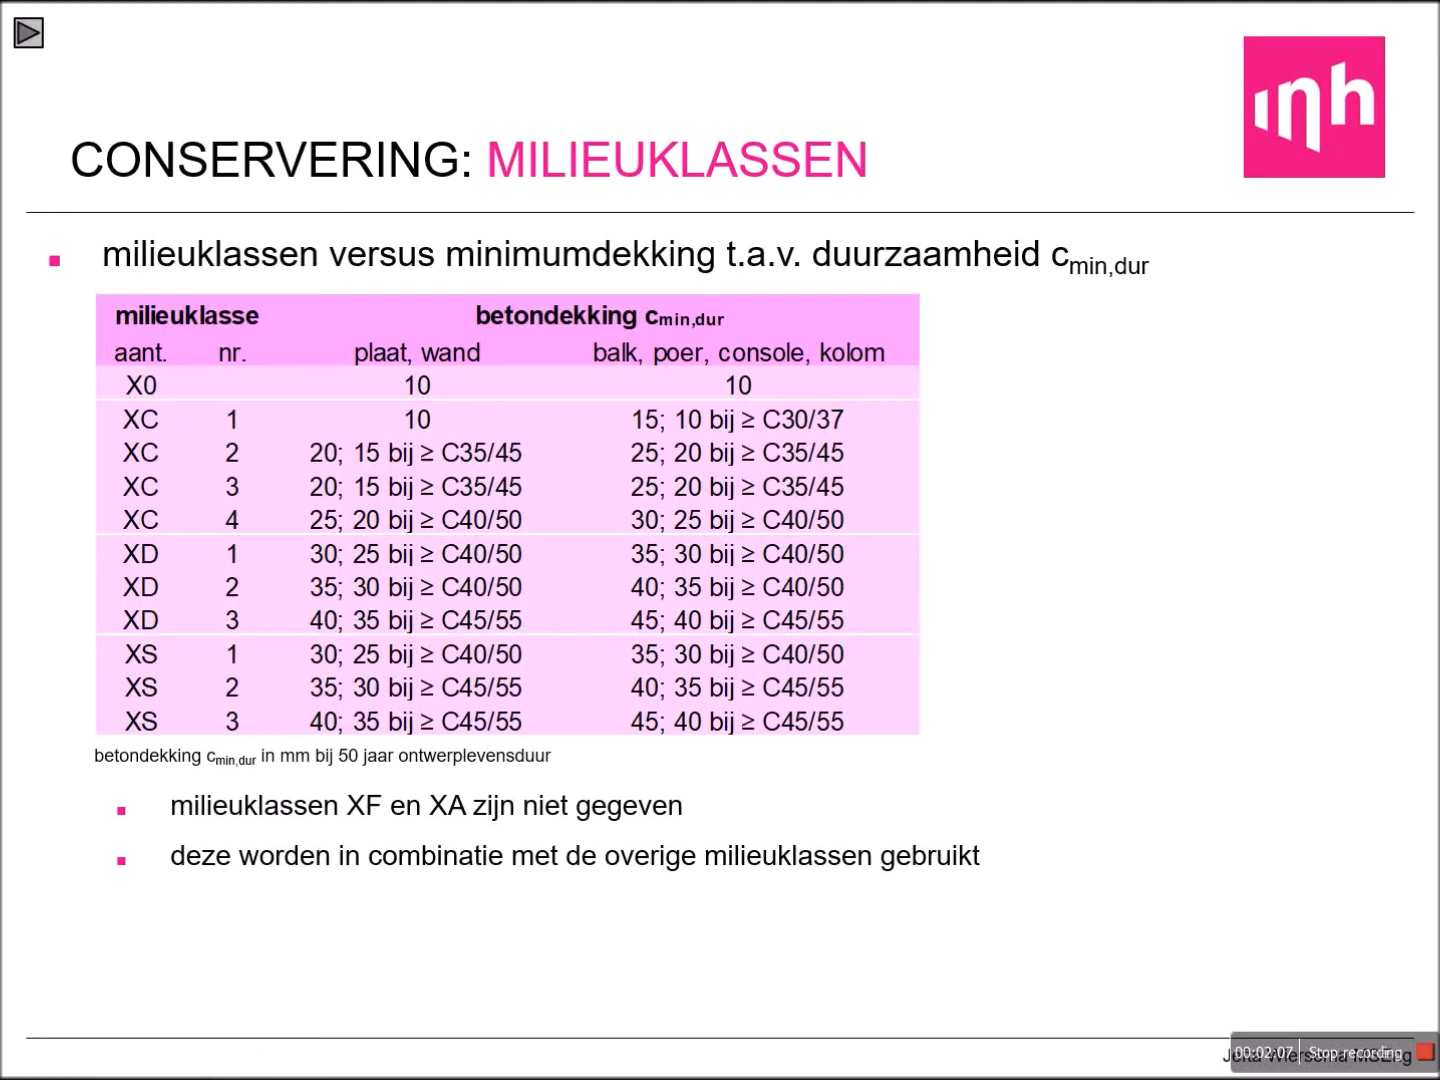 inh
CONSERVERING: MILIEUKLASSEN
milieuklassen versus minimumdekking t.a.v. duurzaamheid cmin,dur
milieuklasse betondekking cmin,dur
aant. nr. plaat, wand balk, poer, console, kolom
X0 10 10
XC 1 10 15; 10 bij ≥ C30/37
XC 2 20; 15 bij ≥ C35/45 25; 20 bij ≥ C35/45
XC 3 20; 15 bij ≥ C35/45 25; 20 bij ≥ C35/45
XC 4 25; 20 bij ≥ C40/50 30; 25 bij ≥ C40/50
XD 1 30; 25 bij ≥ C40/50 35; 30 bij ≥ C40/50
XD 2 35; 30 bij ≥ C40/50 40; 35 bij ≥ C40/50
XD 3 40; 35 bij ≥ C45/55 45; 40 bij ≥ C45/55
XS 1 30; 25 bij ≥ C40/50 35; 30 bij ≥ C40/50
XS 2 35; 30 bij ≥ C45/55 40; 35 bij ≥ C45/55
XS 3 40; 35 bij ≥ C45/55 45; 40 bij ≥ C45/55
betondekking cmin,dur in mm bij 50 jaar ontwerplevensduur
milieuklassen XF en XA zijn niet gegeven
deze worden in combinatie met de overige milieuklassen gebruikt
00:02:07 Stop recording